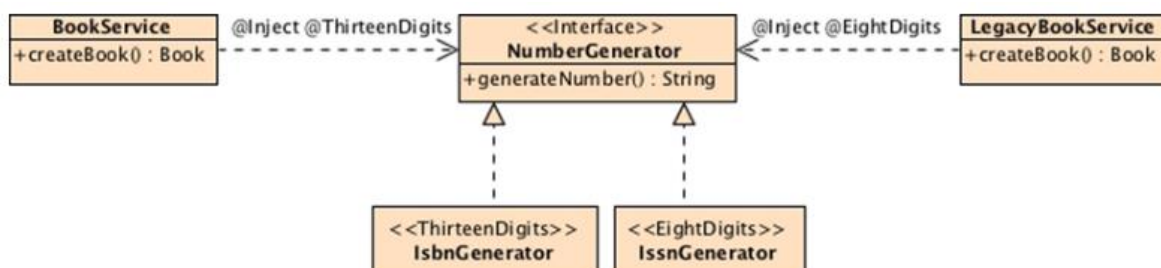 BookService
+createBook() : Book
@Inject @ThirteenDigits
<<Interface>>
NumberGenerator
+generateNumber() : String
@Inject @EightDigits
LegacyBookService
+createBook() : Book
<<ThirteenDigits>>
IsbnGenerator
<<EightDigits>>
IssnGenerator